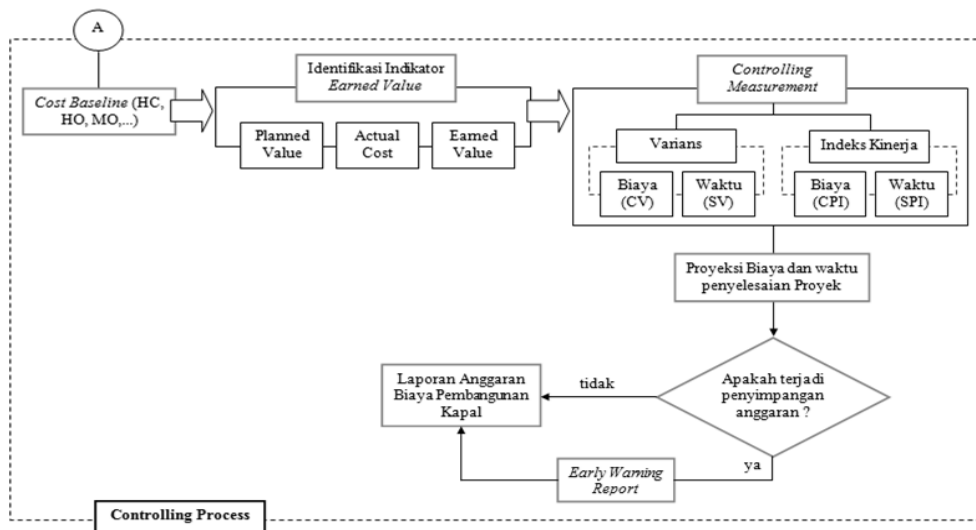 A
Cost Baseline (HC,
HO, MO,...)
Identifikasi Indikator
Earned Value
Planned
Value
Actual
Cost
Earned
Value
Controlling
Measurement
Varians
Indeks Kinerja
Biaya
(CV)
Waktu
(SV)
Biaya
(CPI)
Waktu
(SPI)
Proyeksi Biaya dan waktu
penyelesaian Proyek
Apakah terjadi
penyimpangan
anggaran ?
tidak
Laporan Anggaran
Biaya Pembangunan
Kapal
ya
Early Warning
Report
Controlling Process